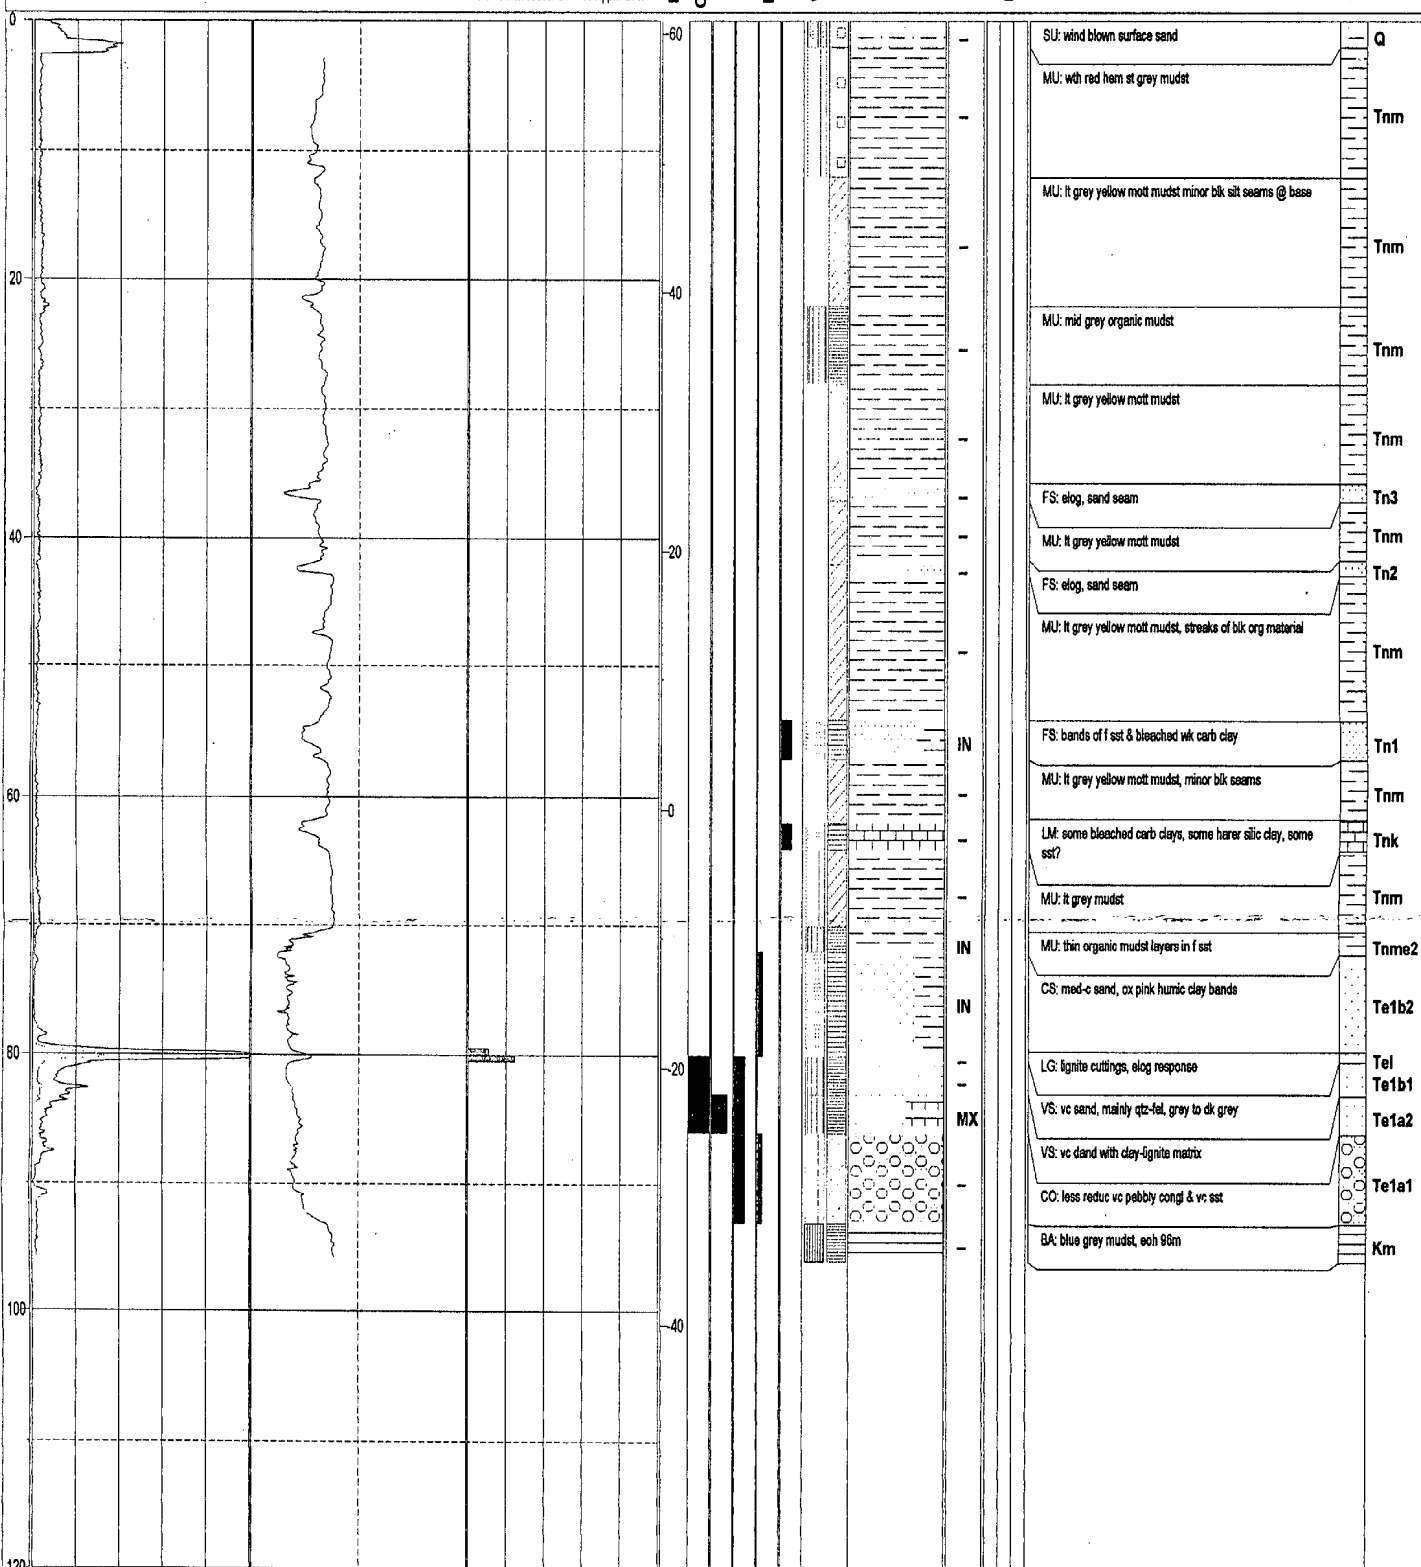 0
60
SU: wind blown surface sand
Q
MU: wth red hem st grey mudst
Tnm
MU: lt grey yellow mott mudst minor blk silt seams @ base
Tnm
20
40
MU: mid grey organic mudst
Tnm
MU: lt grey yellow mott mudst
Tnm
FS: elog, sand seam
Tn3
40
20
MU: lt grey yellow mott mudst
Tnm
FS: elog, sand seam
Tn2
MU: lt grey yellow mott mudst, streaks of blk org material
Tnm
FS: bands of f sst & bleached wk carb clay
IN
Tn1
MU: lt grey yellow mott mudst, minor blk seams
60
0
Tnm
LM: some bleached carb clays, some harer silic clay, some
sst?
Tnk
MU: lt grey mudst
Tnm
MU: thin organic mudst layers in f sst
IN
Tnme2
CS: med-c sand, ox pink humic clay bands
IN
Te1b2
80
-20
LG: lignite cuttings, elog response
Tel
Te1b1
VS: vc sand, mainly qtz-fel, grey to dk grey
MX
Te1a2
VS: vc dand with clay-lignite matrix
CO: less reduc vc pebbly congl & vc sst
Te1a1
BA: blue grey mudst, eoh 96m
Km
100
-40
120